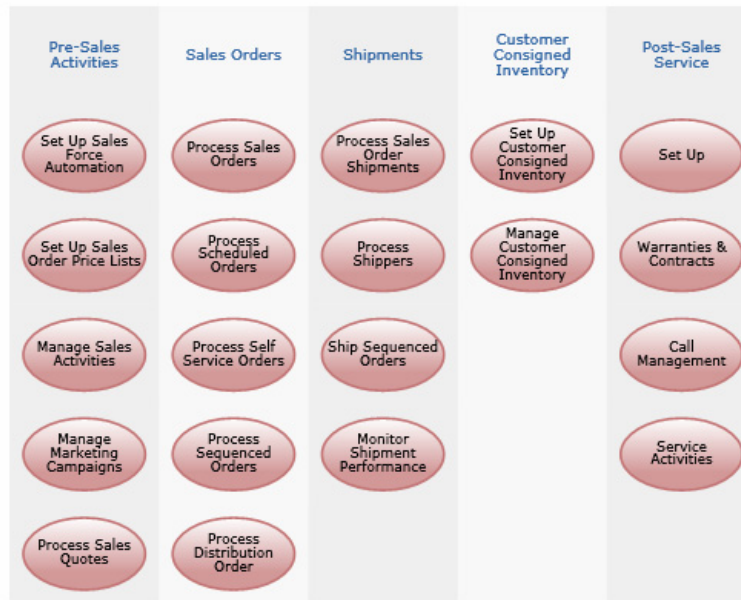 Pre-Sales
Activities
Sales Orders
Shipments
Customer
Consigned
Inventory
Post-Sales
Service
Set Up Sales
Force
Automation
Process Sales
Orders
Process Sales
Order
Shipments
Set Up
Customer
Consigned
Inventory
Set Up
Set Up Sales
Order Price Lists
Process
Scheduled
Orders
Process
Shippers
Manage
Customer
Consigned
Inventory
Warranties &
Contracts
Manage Sales
Activities
Process Self
Service Orders
Ship Sequenced
Orders
Call
Management
Manage
Marketing
Campaigns
Process
Sequenced
Orders
Monitor
Shipment
Performance
Service
Activities
Process Sales
Quotes
Process
Distribution
Order